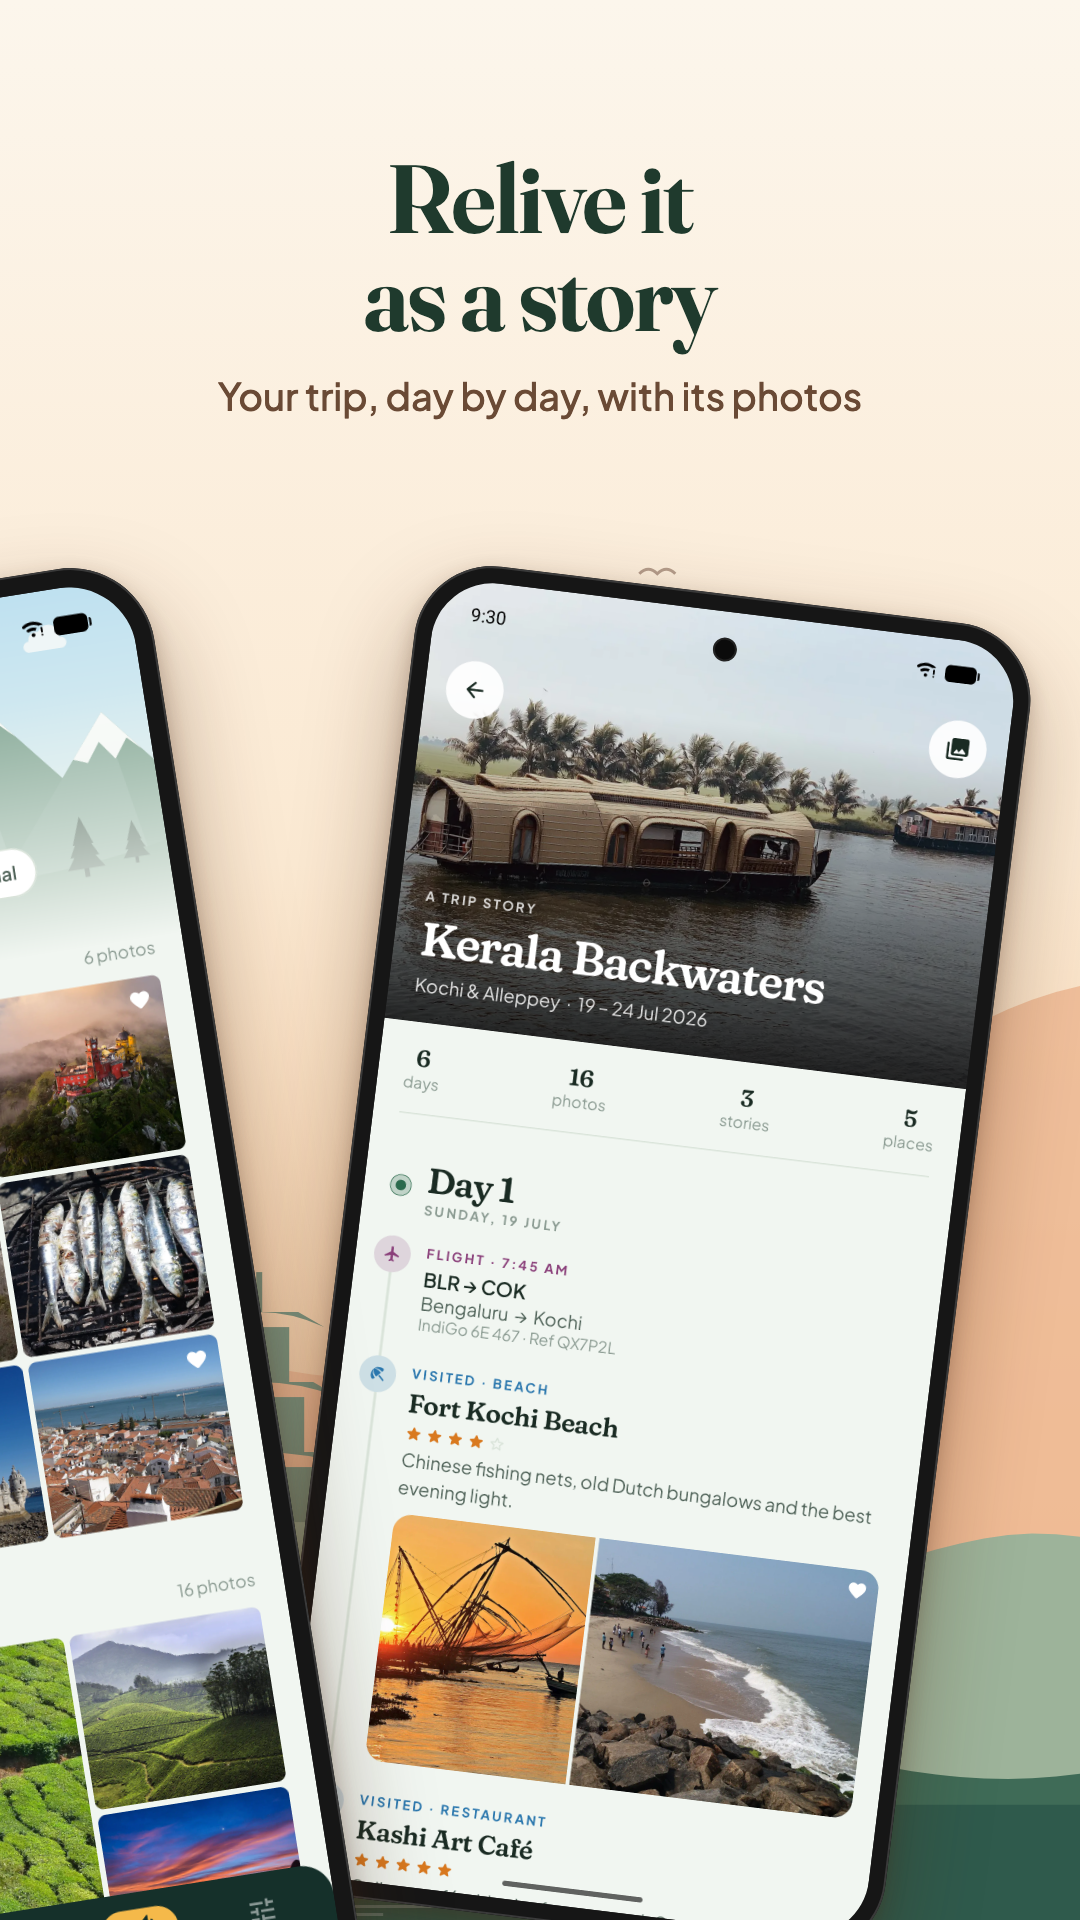 Relive it
as a story
Your trip, day by day, with its photos
6 photos
16 photos
9:30
A TRIP STORY
Kerala Backwaters
Kochi & Alleppey · 19 – 24 Jul 2026
6
days
16
photos
3
stories
5
places
Day 1
SUNDAY, 19 JULY
FLIGHT · 7:45 AM
BLR → COK
Bengaluru → Kochi
IndiGo 6E 467 · Ref QX7P2L
VISITED · BEACH
Fort Kochi Beach
Chinese fishing nets, old Dutch bungalows and the best
evening light.
VISITED · RESTAURANT
Kashi Art Café